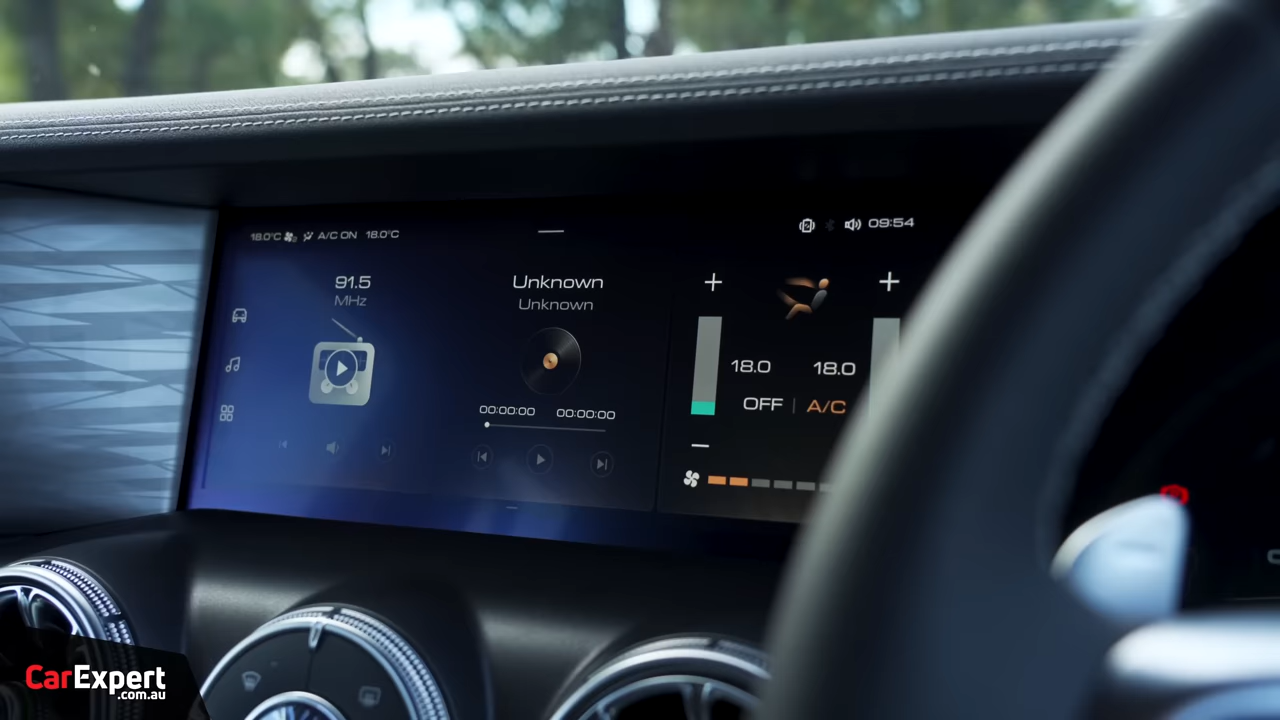 18.0°C A/C ON 18.0°C
09:54
91.5
MHz
Unknown
Unknown
00:00:00 00:00:00
18.0 18.0
OFF | A/C
CarExpert
.com.au